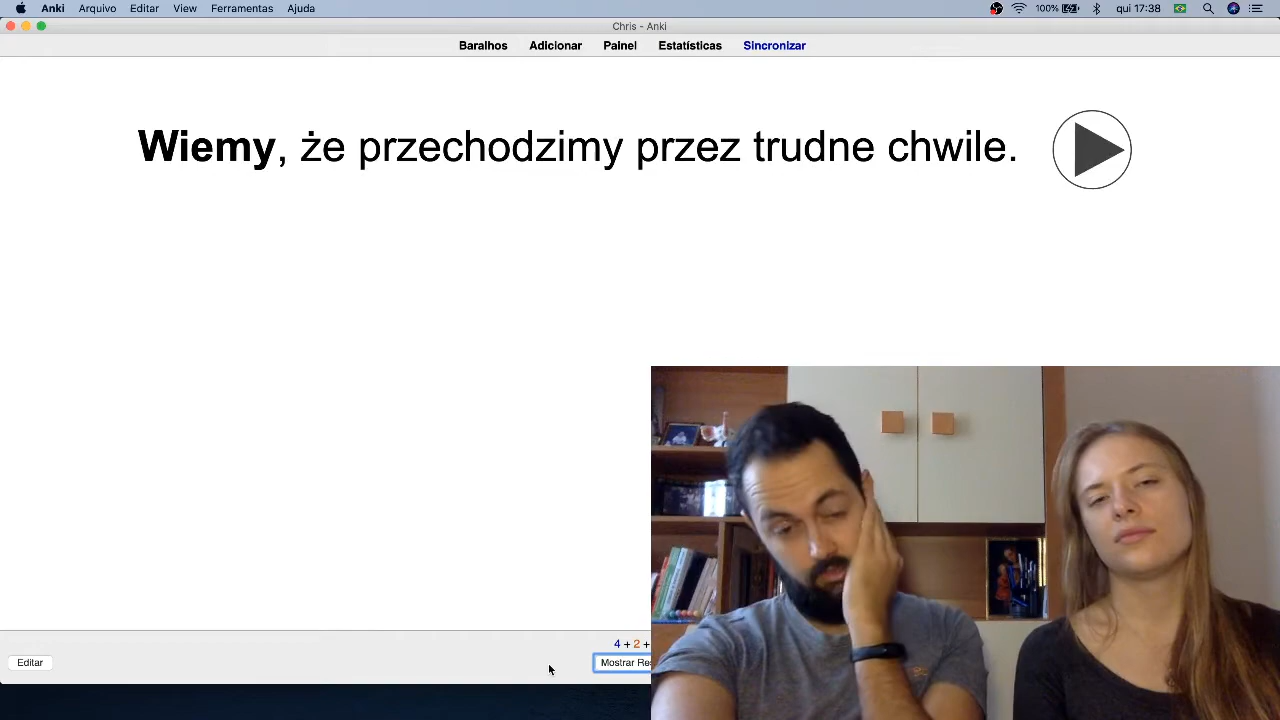 Anki Arquivo Editar View Ferramentas Ajuda 100% qui 17:38
Chris - Anki
Baralhos Adicionar Painel Estatísticas Sincronizar
Wiemy, że przechodzimy przez trudne chwile.
4 + 2 +
Editar Mostrar Re